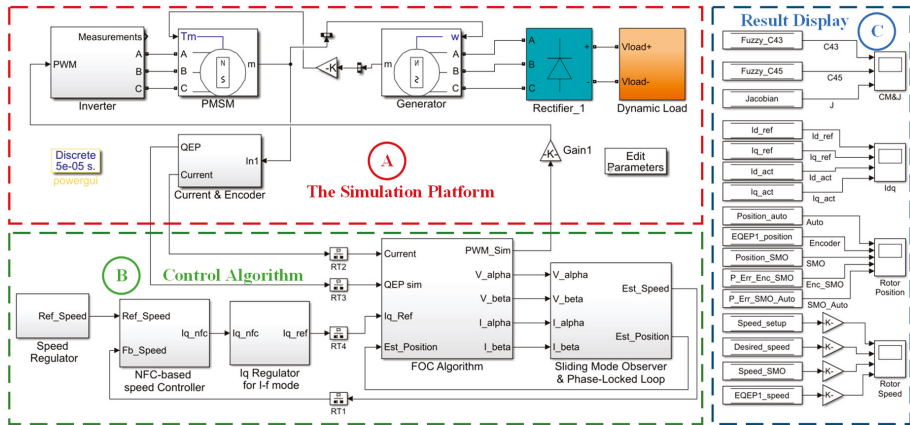 Measurements
PWM
A
B
C
Inverter
Tm
A
B
C
N
S
m
PMSM
-K-
w
m
N
S
A
B
C
Generator
A
B
C
+
-
Rectifier_1
Vload+
Vload-
Dynamic Load
Discrete
5e-05 s.
powergui
QEP
Current
In1
Current & Encoder
A
The Simulation Platform
-K-
Gain1
Edit
Parameters
B
Control Algorithm
Ref_Speed
Speed
Regulator
Ref_Speed
Fb_Speed
Iq_nfc
NFC-based
speed Controller
Iq_nfc
Iq_ref
Iq Regulator
for I-f mode
RT2
RT3
RT4
RT1
Current
QEP sim
Iq_Ref
Est_Position
PWM_Sim
V_alpha
V_beta
I_alpha
I_beta
FOC Algorithm
V_alpha
V_beta
I_alpha
I_beta
Est_Speed
Est_Position
Sliding Mode Observer
& Phase-Locked Loop
Result Display
C
Fuzzy_C43
C43
Fuzzy_C45
C45
Jacobian
J
CM&J
Id_ref
Id_ref
Iq_ref
Iq_ref
Id_act
Id_act
Iq_act
Iq_act
Idq
Position_auto
Auto
EQEP1_position
Encoder
Position_SMO
SMO
P_Err_Enc_SMO
Enc_SMO
P_Err_SMO_Auto
SMO_Auto
Rotor
Position
Speed_setup
-K-
Desired_speed
-K-
Speed_SMO
-K-
EQEP1_speed
-K-
Rotor
Speed